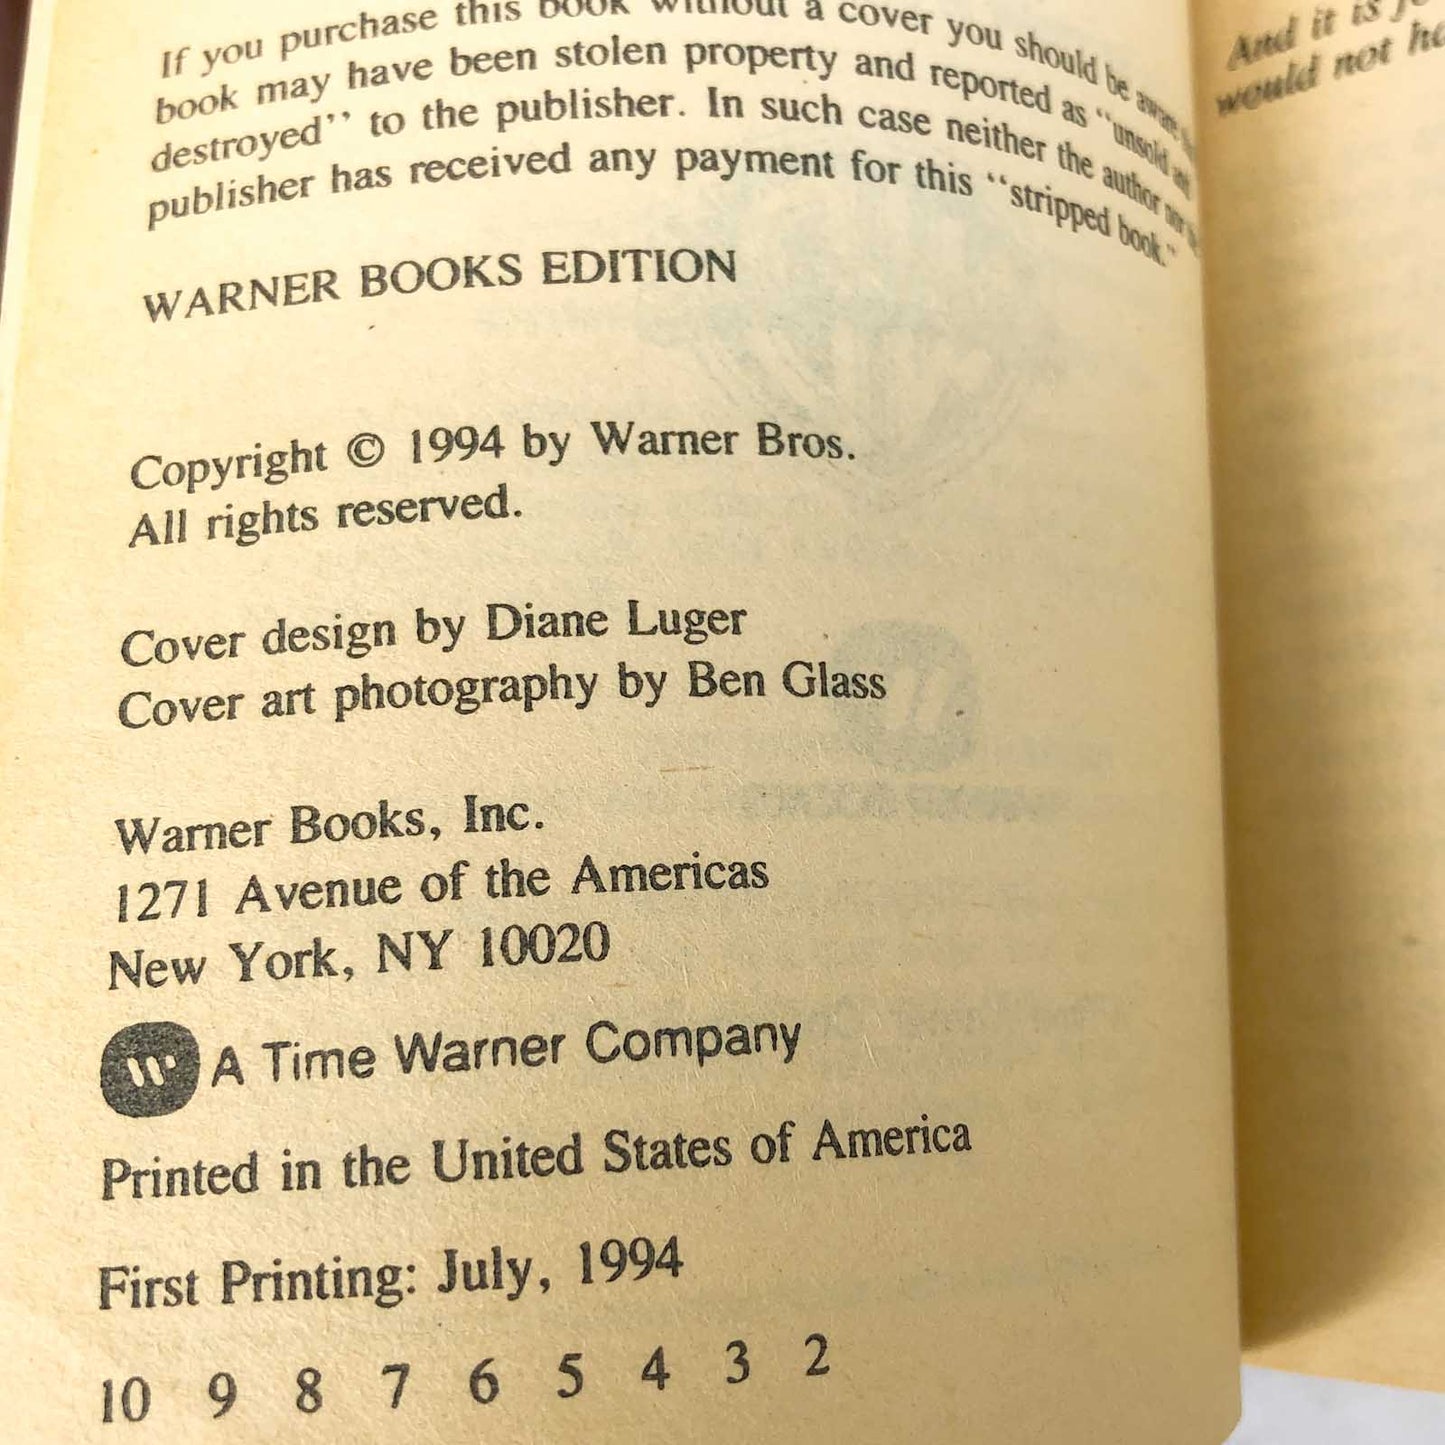 If you purchase this book without a cover you should be aware
book may have been stolen property and reported as "unsold and
destroyed" to the publisher. In such case neither the author nor the
publisher has received any payment for this "stripped book."
WARNER BOOKS EDITION
Copyright © 1994 by Warner Bros.
All rights reserved.
Cover design by Diane Luger
Cover art photography by Ben Glass
Warner Books, Inc.
1271 Avenue of the Americas
New York, NY 10020
A Time Warner Company
Printed in the United States of America
First Printing: July, 1994
10 9 8 7 6 5 4 3 2
And it is
would not